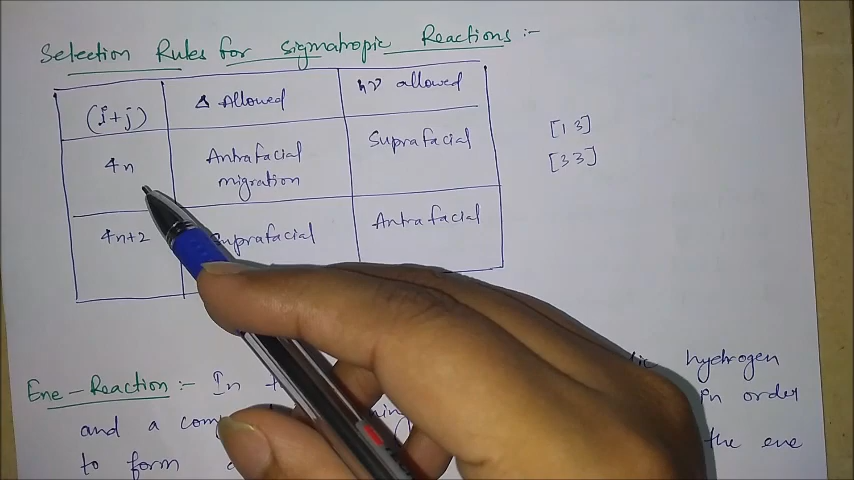 Selection Rules for sigmatropic Reactions :-
(i+j) Δ Allowed hν allowed
4n Antrafacial migration Suprafacial
4n+2 Suprafacial Antrafacial
[1 3]
[3 3]
Ene-Reaction :- In hydrogen
and a in order
to form the ene